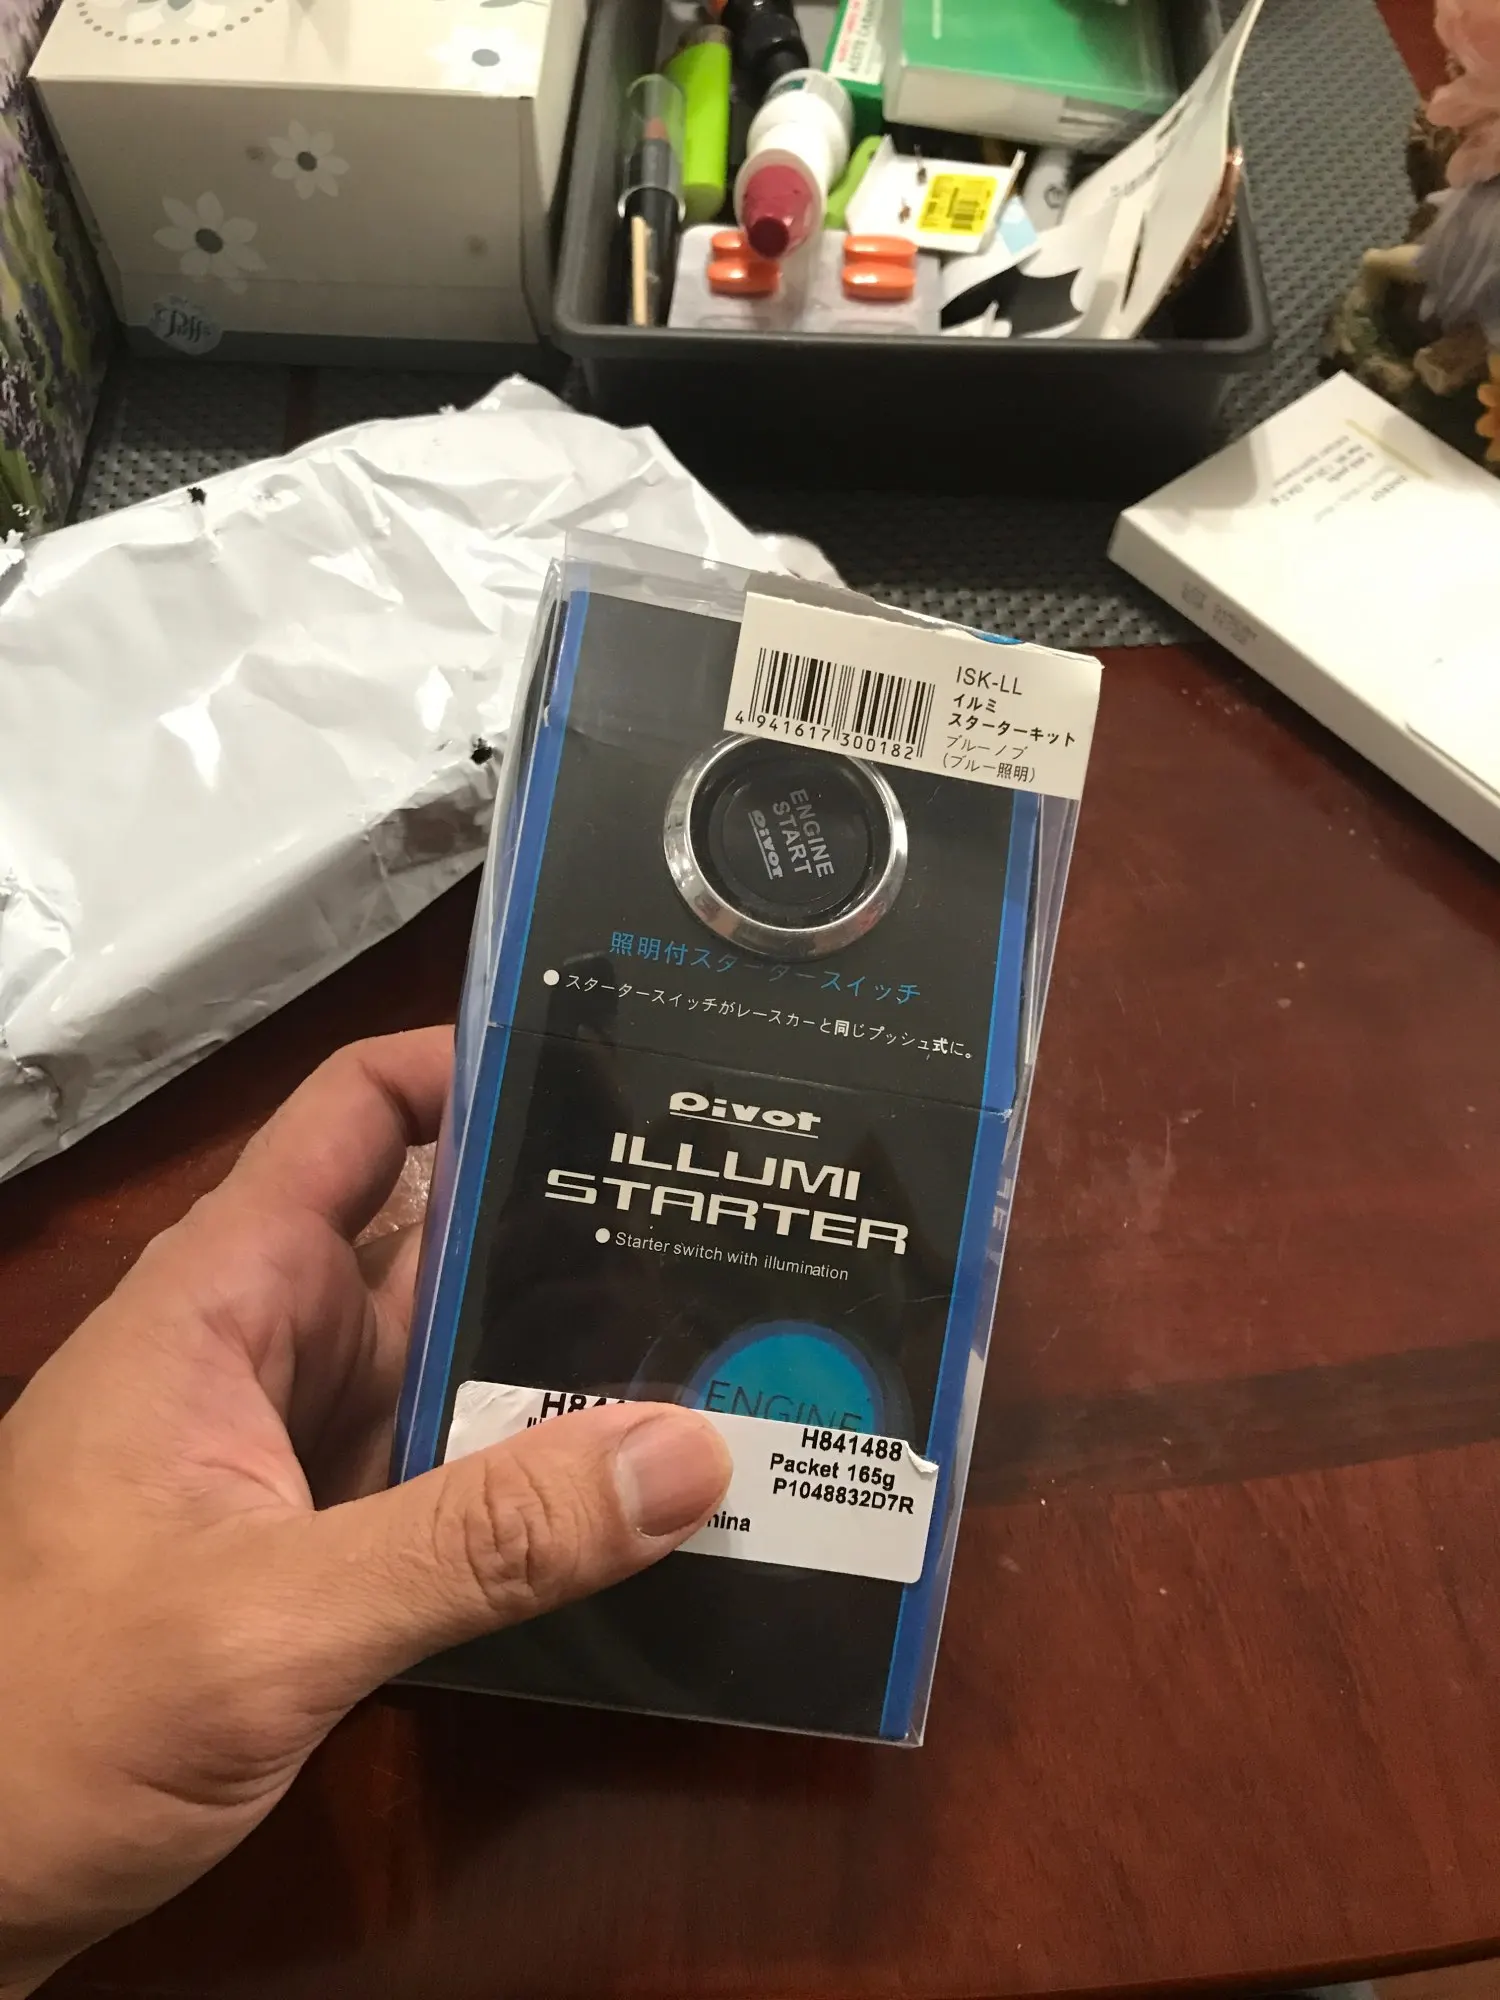 Puffs
ISK-LL
イルミ
スターターキット
ブルーノブ
(ブルー照明)
4 941617 300182
ENGINE
START
Pivot
照明付スタータースイッチ
● スタータースイッチがレースカーと同じプッシュ式に。
Pivot
ILLUMI
STARTER
● Starter switch with illumination
ENGINE
H841488
Packet 165g
P1048832D7R